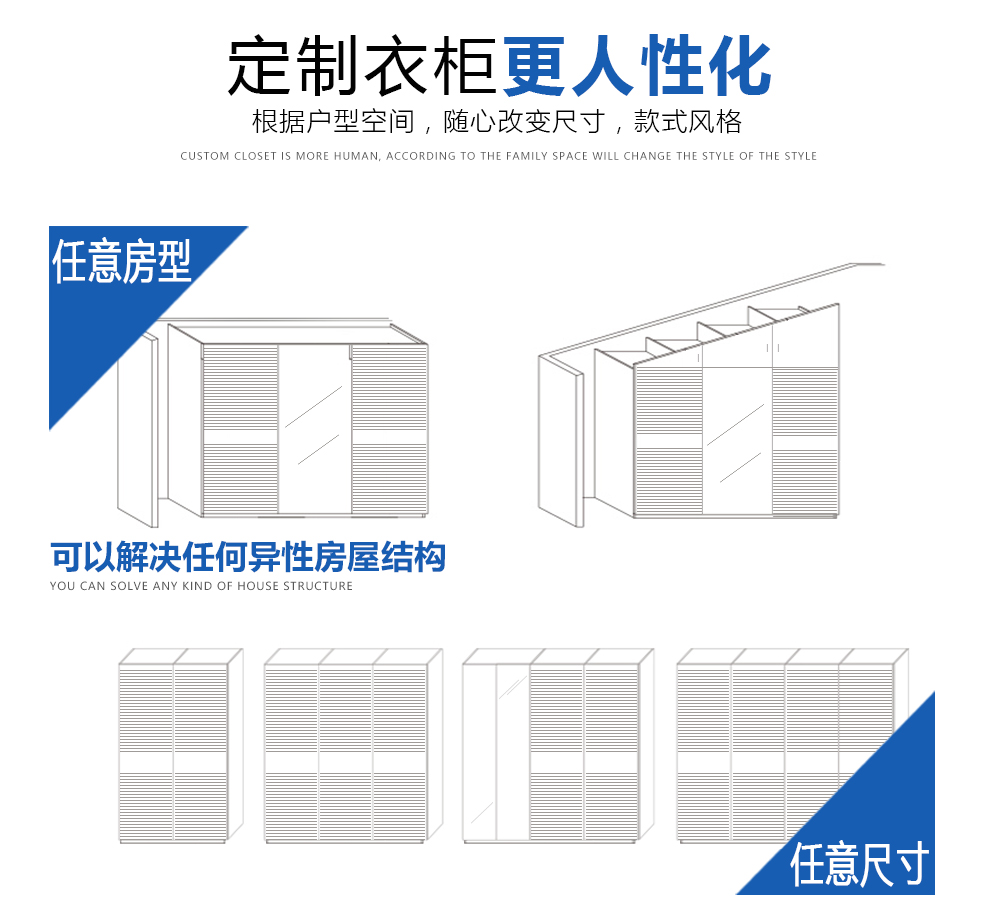 定制衣柜更人性化
根据户型空间，随心改变尺寸，款式风格
CUSTOM CLOSET IS MORE HUMAN, ACCORDING TO THE FAMILY SPACE WILL CHANGE THE STYLE OF THE STYLE
任意房型
可以解决任何异性房屋结构
YOU CAN SOLVE ANY KIND OF HOUSE STRUCTURE
任意尺寸